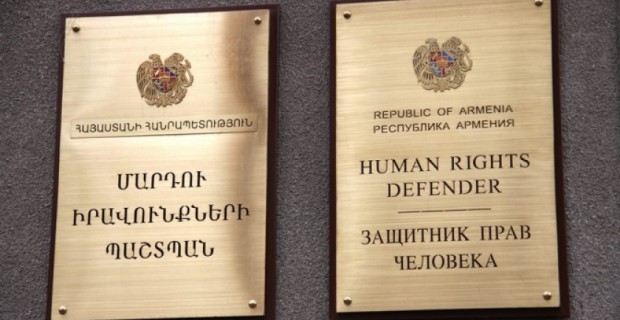 ՀԱՅԱՍՏԱՆԻ ՀԱՆՐԱՊԵՏՈՒԹՅՈՒՆ
ՄԱՐԴՈՒ
ԻՐԱՎՈՒՆՔՆԵՐԻ
ՊԱՇՏՊԱՆ
REPUBLIC OF ARMENIA
РЕСПУБЛИКА АРМЕНИЯ
HUMAN RIGHTS
DEFENDER
ЗАЩИТНИК ПРАВ
ЧЕЛОВЕКА